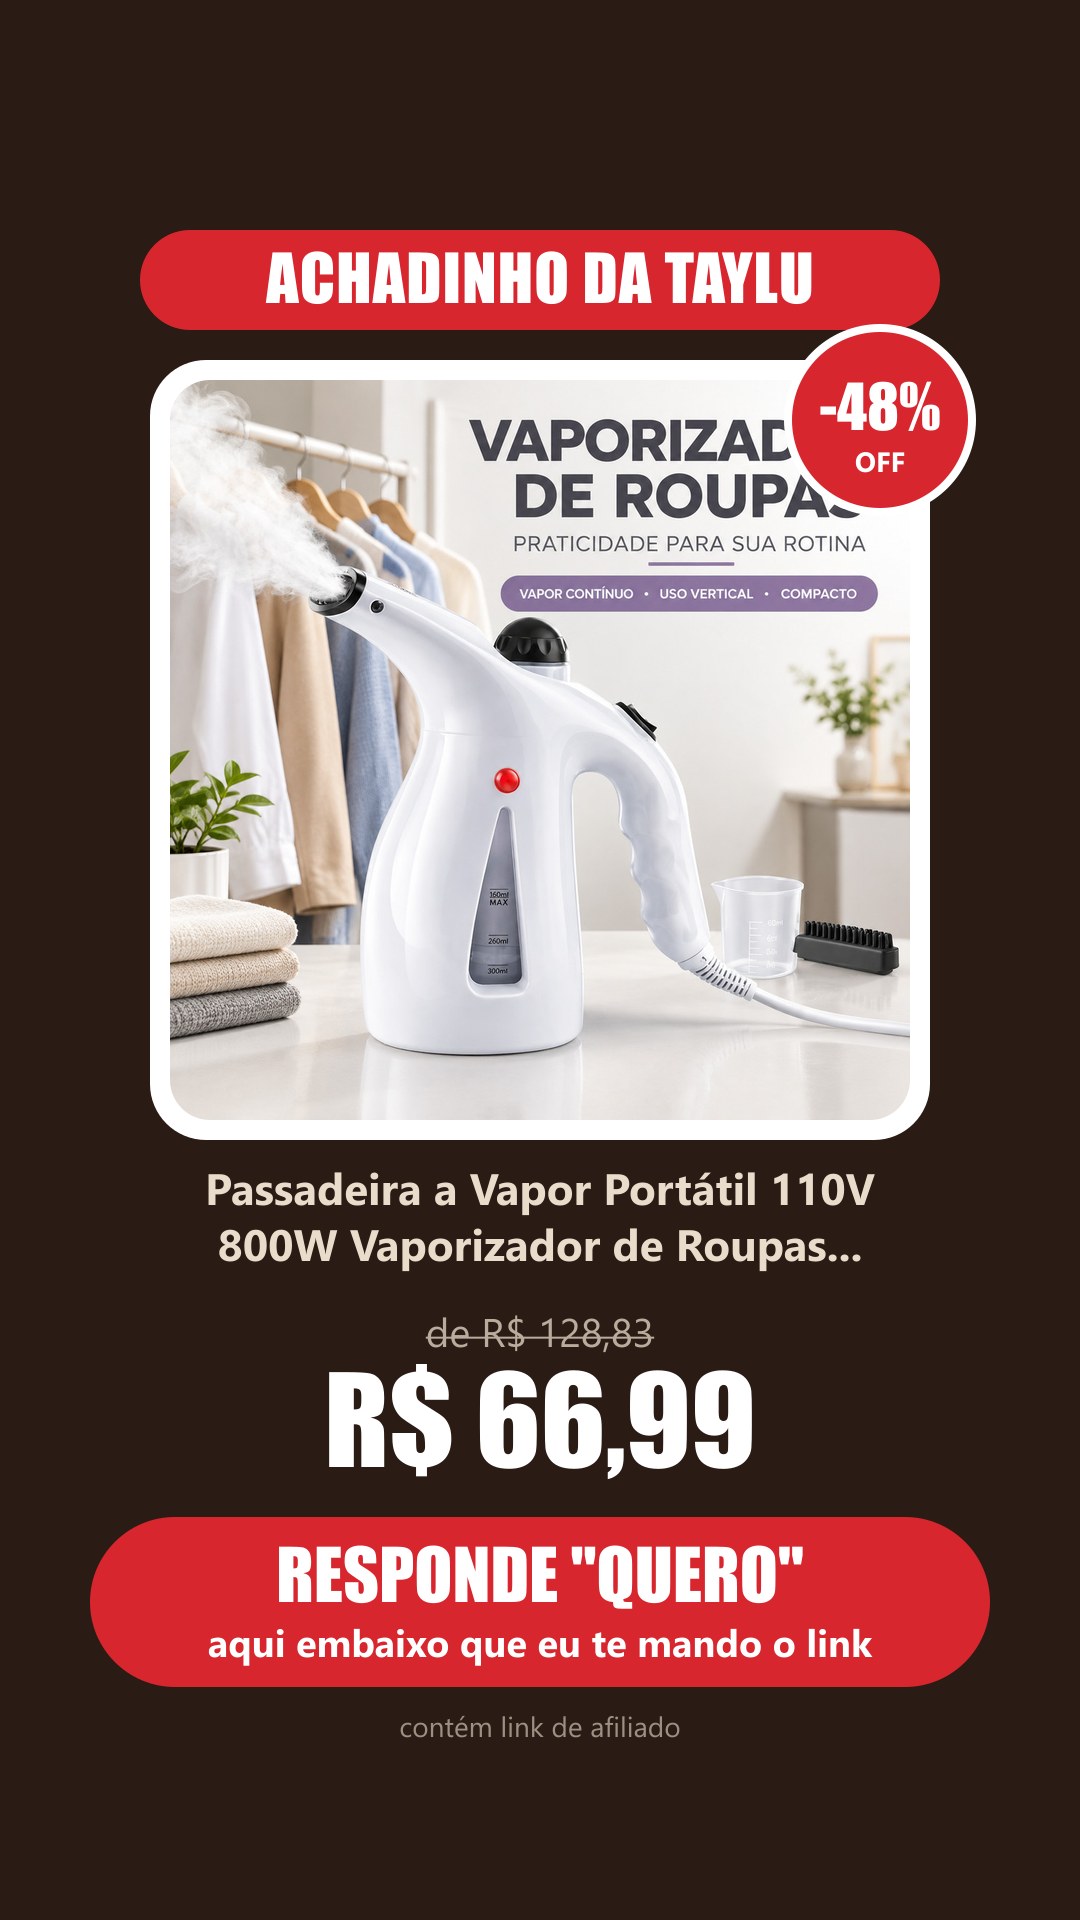 ACHADINHO DA TAYLU
-48%
OFF
DE ROUPAS
PRATICIDADE PARA SUA ROTINA
VAPOR CONTÍNUO • USO VERTICAL • COMPACTO
160ml
MAX
260ml
300ml
Passadeira a Vapor Portátil 110V
800W Vaporizador de Roupas...
de R$ 128,83
R$ 66,99
RESPONDE "QUERO"
aqui embaixo que eu te mando o link
contém link de afiliado